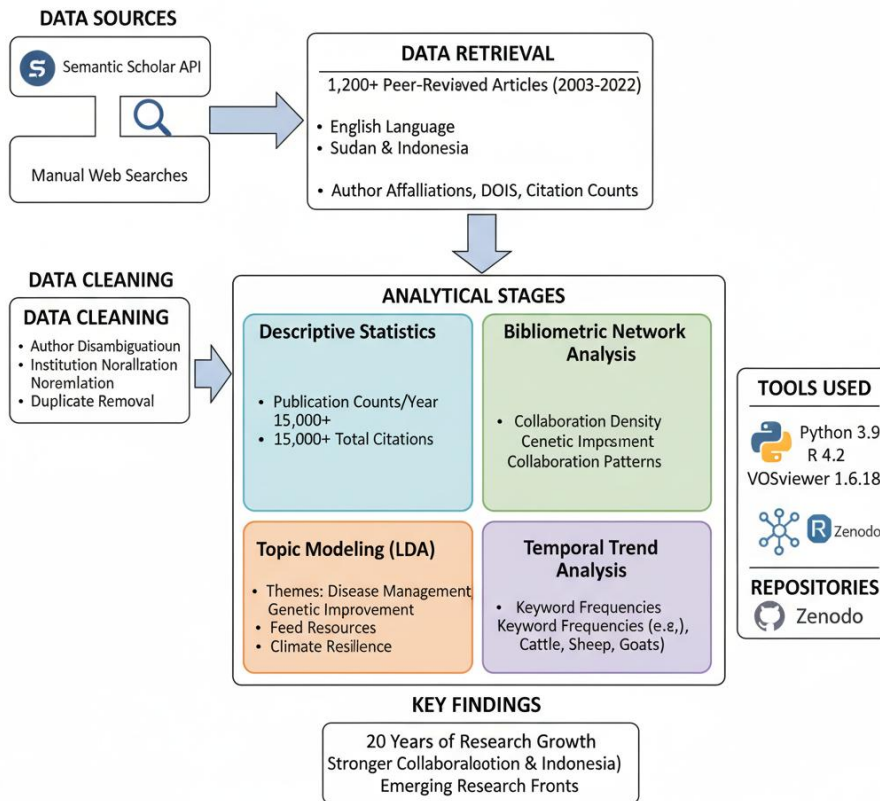 DATA SOURCES
Semantic Scholar API
Manual Web Searches
DATA RETRIEVAL
1,200+ Peer-Reviewed Articles (2003-2022)
• English Language
• Sudan & Indonesia
• Author Affalliations, DOIS, Citation Counts
DATA CLEANING
DATA CLEANING
• Author Disambigatioun
• Institution Noralization
Noremlation
• Duplicate Removal
ANALYTICAL STAGES
Descriptive Statistics
• Publication Counts/Year
15,000+
• 15,000+ Total Citations
Bibliometric Network
Analysis
• Collaboration Density
Cenetic Improsment
Collaboration Patterns
Topic Modeling (LDA)
• Themes: Disease Management,
Genetic Improvement
• Feed Resources
• Climate Resillence
Temporal Trend
Analysis
• Keyword Frequencies
Keyword Frequencies (e.g,),
Cattle, Sheep, Goats)
TOOLS USED
Python 3.9
R 4.2
VOSviewer 1.6.18
R Zenodo
REPOSITORIES
Zenodo
KEY FINDINGS
20 Years of Research Growth
Stronger Collaboralootion & Indonesia)
Emerging Research Fronts